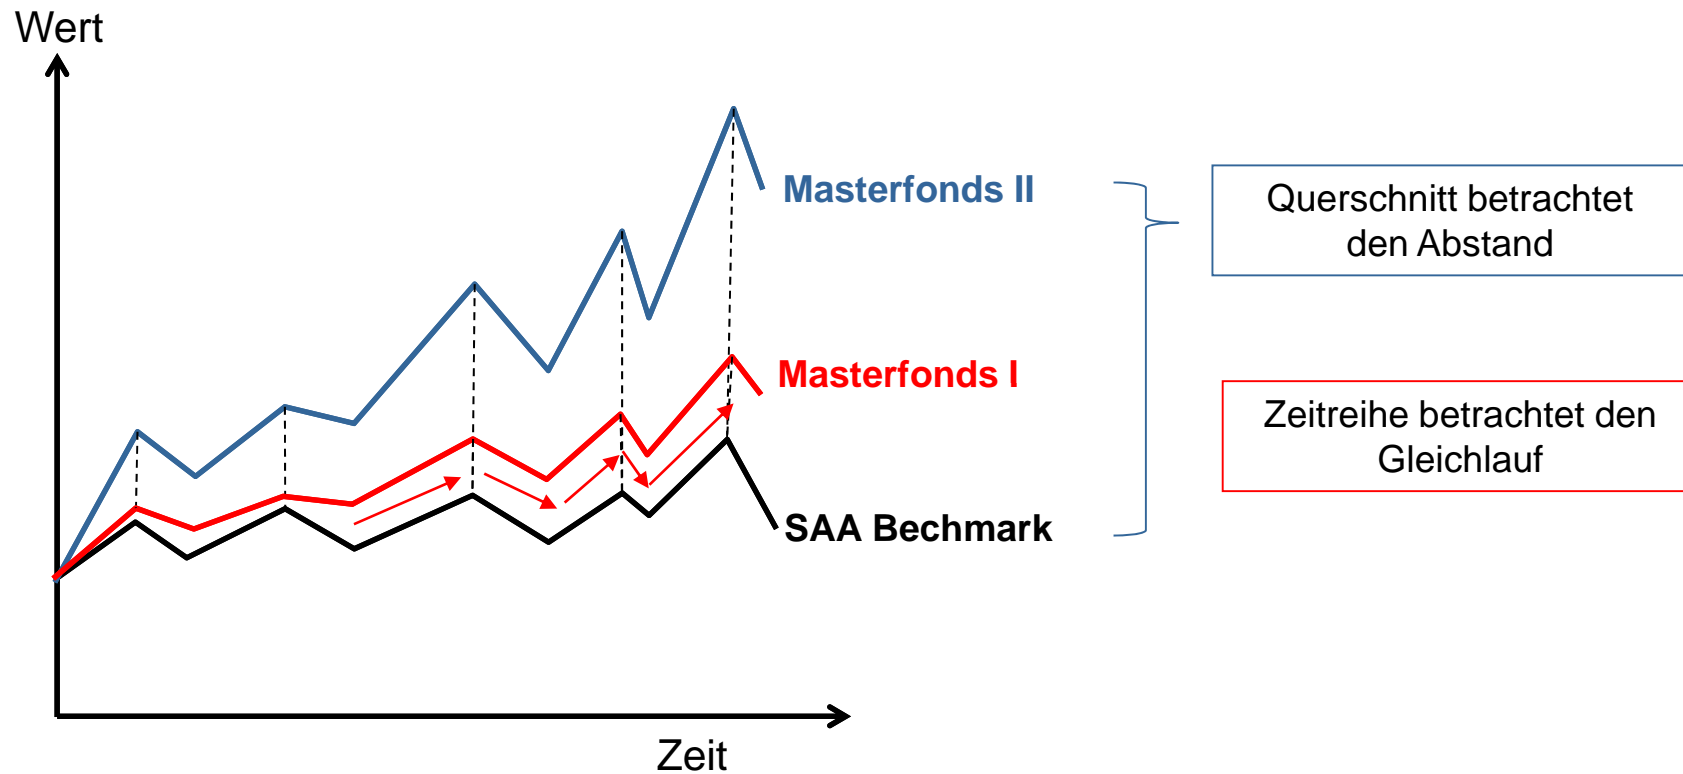 Wert
Masterfonds II
Querschnitt betrachtet
den Abstand
Masterfonds I
Zeitreihe betrachtet den
Gleichlauf
SAA Bechmark
Zeit